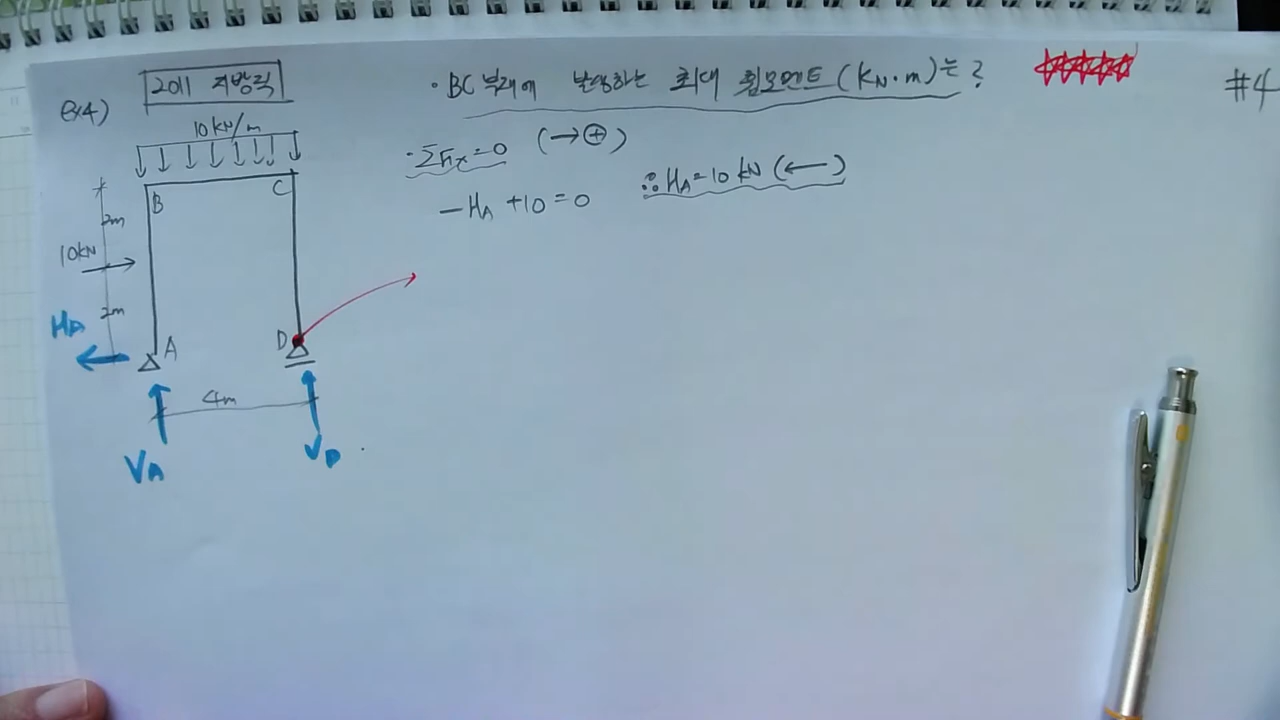 2011 지방직
Ex4)
· BC 부재에 발생하는 최대 휨모멘트 (kN·m)는?
#4
10kN/m
· ΣFx=0 (→⊕)
-HA +10 = 0
∴ HA=10 kN (←)
B
C
2m
10kN
2m
HA
A
D
4m
VA
VD